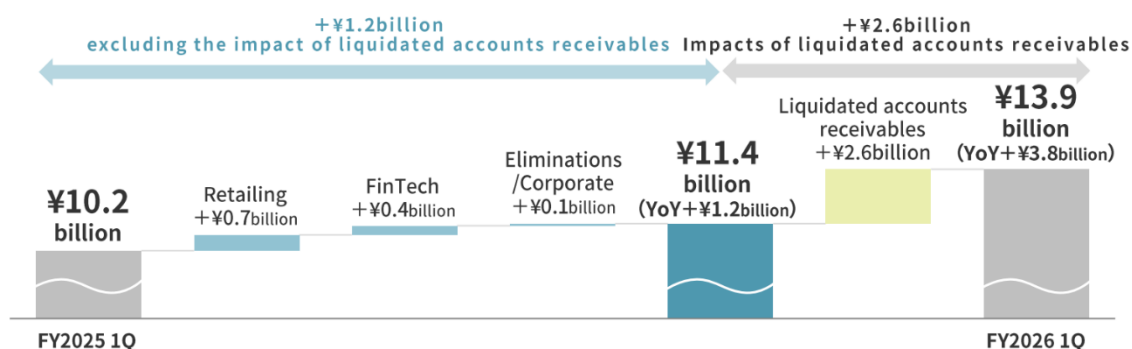 +¥1.2billion
excluding the impact of liquidated accounts receivables
+¥2.6billion
Impacts of liquidated accounts receivables
¥10.2
billion
Retailing
+¥0.7billion
FinTech
+¥0.4billion
Eliminations
/Corporate
+¥0.1billion
¥11.4
billion
(YoY+¥1.2billion)
Liquidated accounts
receivables
+¥2.6billion
¥13.9
billion
(YoY+¥3.8billion)
FY2025 1Q
FY2026 1Q